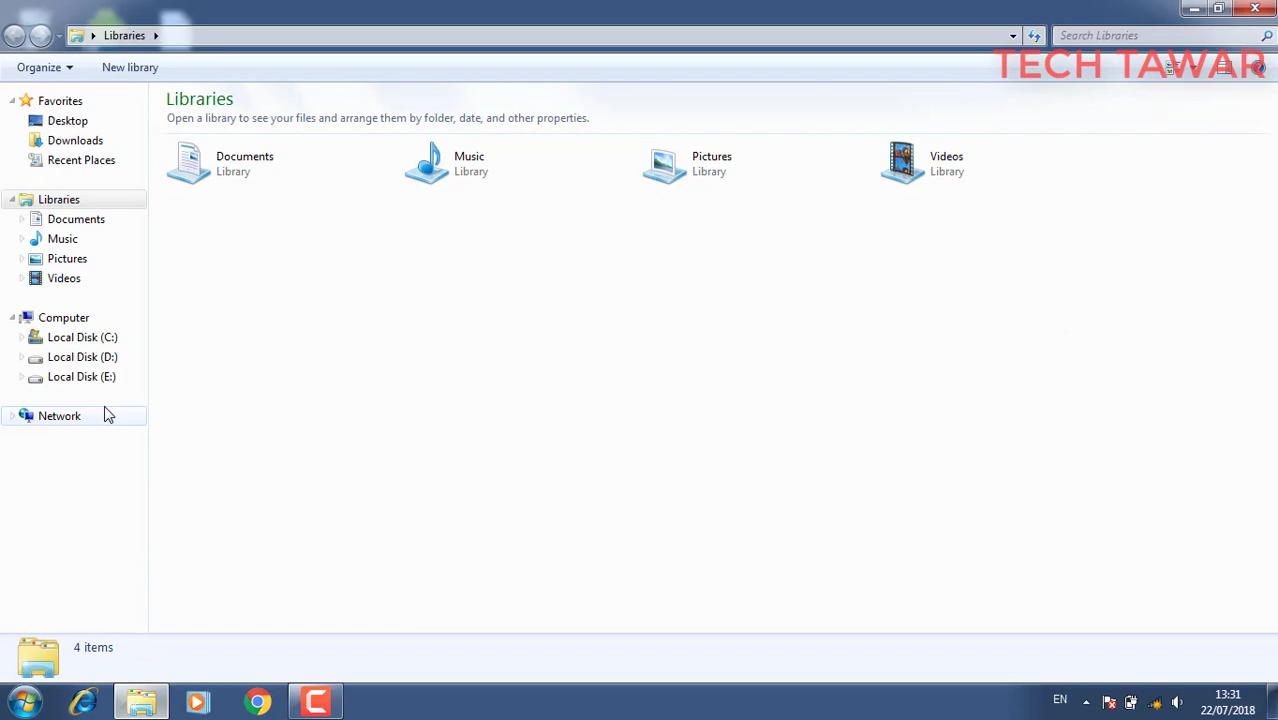 Libraries
Search Libraries
TECH TAWAR
Organize
New library
Favorites
Desktop
Downloads
Recent Places
Libraries
Documents
Music
Pictures
Videos
Computer
Local Disk (C:)
Local Disk (D:)
Local Disk (E:)
Network
Libraries
Open a library to see your files and arrange them by folder, date, and other properties.
Documents
Library
Music
Library
Pictures
Library
Videos
Library
4 items
EN
13:31
22/07/2018